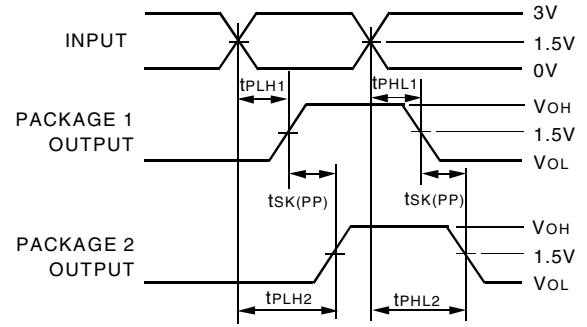 INPUT
3V
1.5V
0V
tPLH1
tPHL1
PACKAGE 1
OUTPUT
VOH
1.5V
VOL
tSK(PP)
tSK(PP)
PACKAGE 2
OUTPUT
VOH
1.5V
VOL
tPLH2
tPHL2